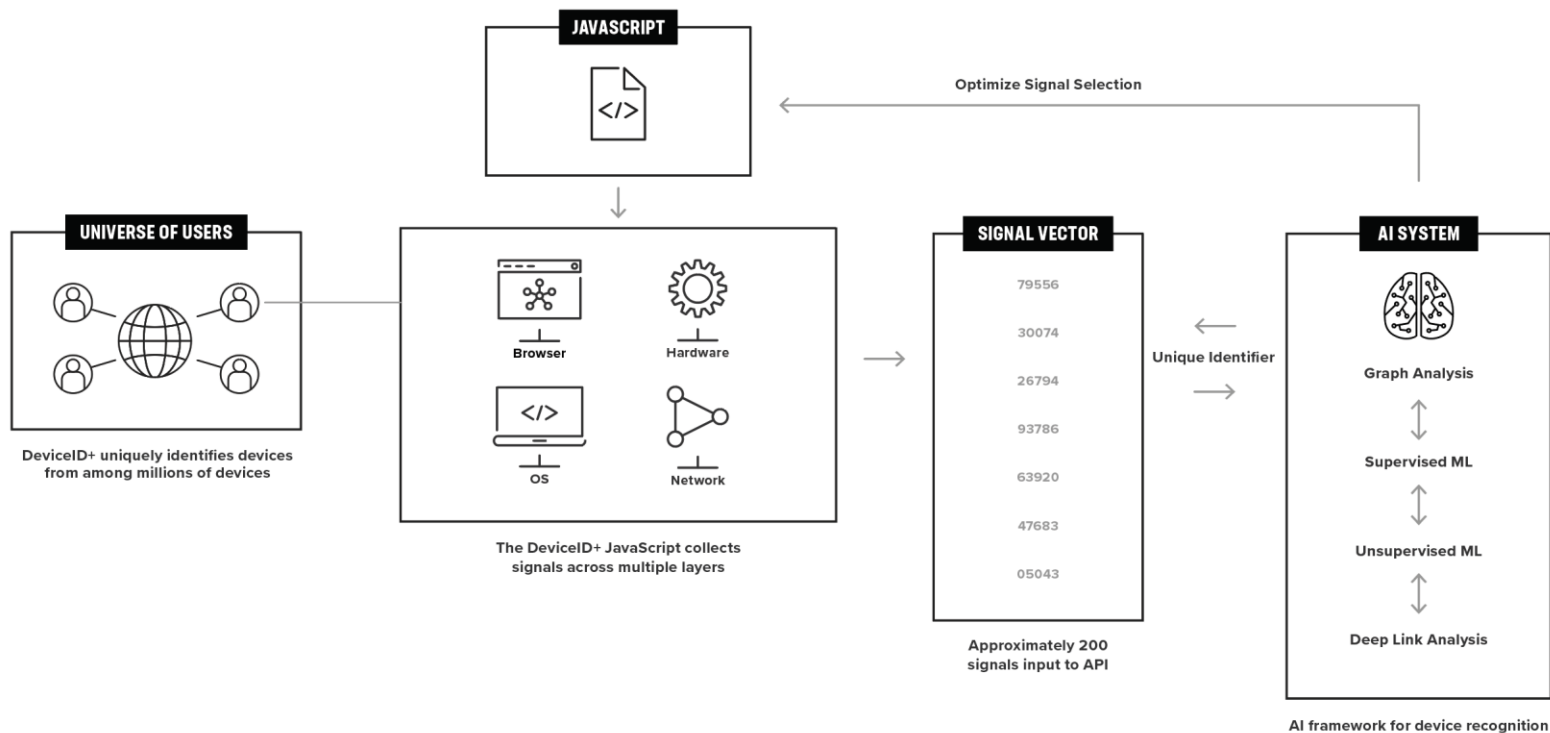 JAVASCRIPT
</>
Optimize Signal Selection
UNIVERSE OF USERS
DeviceID+ uniquely identifies devices
from among millions of devices
Browser
Hardware
</>
OS
Network
The DeviceID+ JavaScript collects
signals across multiple layers
SIGNAL VECTOR
79556
30074
26794
93786
63920
47683
05043
Approximately 200
signals input to API
Unique Identifier
AI SYSTEM
Graph Analysis
Supervised ML
Unsupervised ML
Deep Link Analysis
AI framework for device recognition